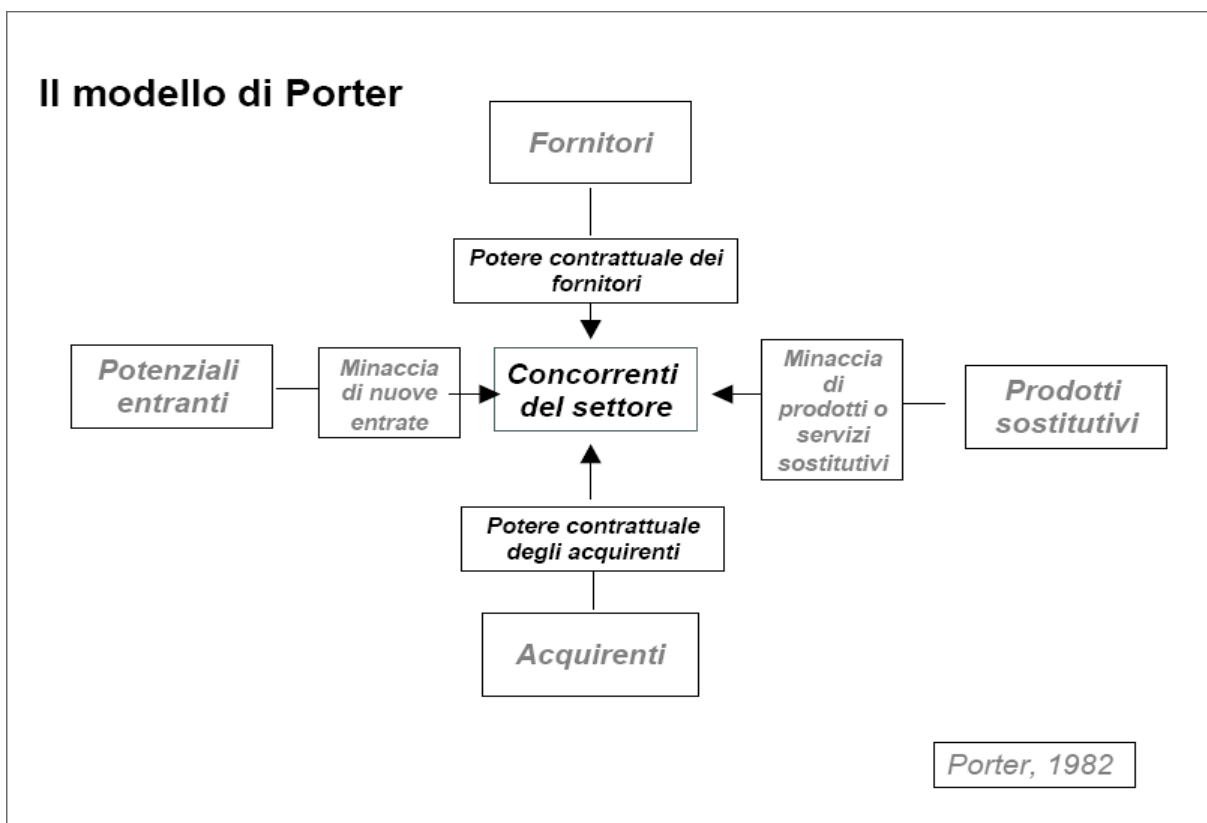 Il modello di Porter
Fornitori
Potere contrattuale dei
fornitori
Potenziali
entranti
Minaccia
di nuove
entrate
Concorrenti
del settore
Minaccia
di
prodotti o
servizi
sostitutivi
Prodotti
sostitutivi
Potere contrattuale
degli acquirenti
Acquirenti
Porter, 1982